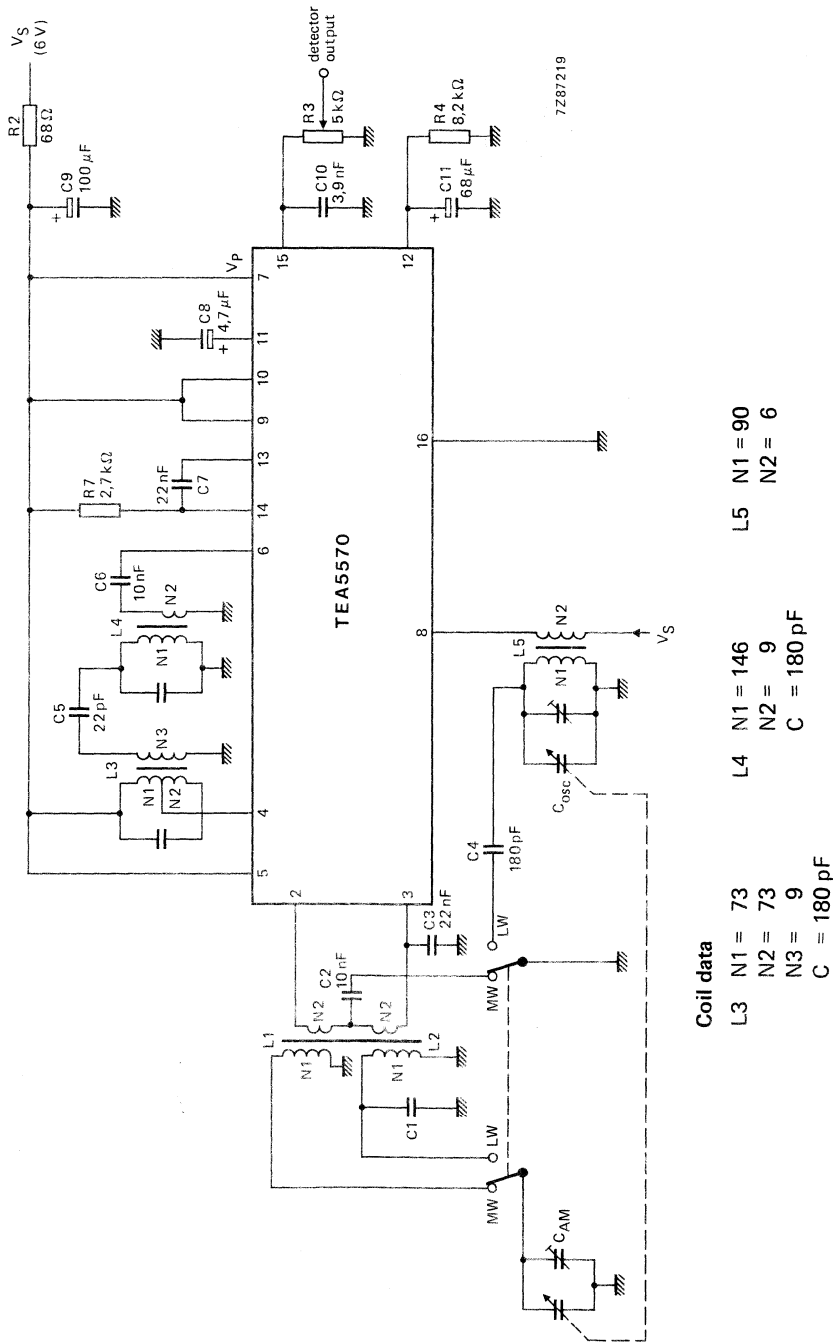 VS
(6 V)
R2
68 Ω
+
C9
100 µF
VP
7
C8
4,7 µF
+
11
10
9
13
22 nF
C7
R7
2,7 kΩ
14
C6
10 nF
6
L4
N1
N2
C5
22 pF
L3
N1
N2
N3
4
5
TEA5570
15
C10
3,9 nF
R3
5 kΩ
detector
output
12
+
C11
68 µF
R4
8,2 kΩ
7Z87219
16
8
2
3
C3
22 nF
C2
10 nF
L1
N1
N2
N2
N1
L2
C1
MW
LW
MW
LW
CAM
C4
180 pF
Cosc
L5
N1
N2
VS
Coil data
L3 N1 = 73
N2 = 73
N3 = 9
C = 180 pF
L4 N1 = 146
N2 = 9
C = 180 pF
L5 N1 = 90
N2 = 6